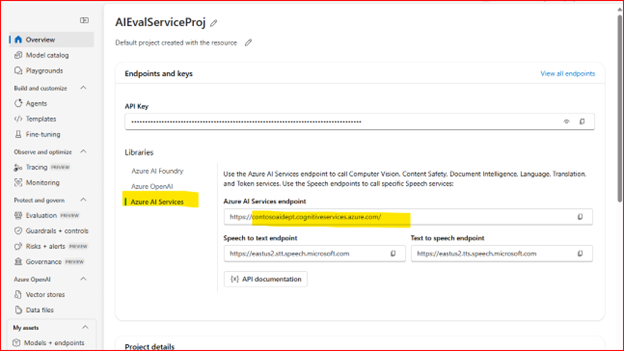 AIEvalServiceProj
Default project created with the resource
Overview
Model catalog
Playgrounds
Build and customize
Agents
Templates
Fine-tuning
Observe and optimize
Tracing PREVIEW
Monitoring
Protect and govern
Evaluation PREVIEW
Guardrails + controls
Risks + alerts PREVIEW
Governance PREVIEW
Azure OpenAI
Vector stores
Data files
My assets
Models + endpoints
Endpoints and keys
View all endpoints
API Key
Libraries
Azure AI Foundry
Azure OpenAI
Azure AI Services
Use the Azure AI Services endpoint to call Computer Vision, Content Safety, Document Intelligence, Language, Translation,
and Token services. Use the Speech endpoints to call specific Speech services:
Azure AI Services endpoint
https://contosoaidept.cognitiveservices.azure.com/
Speech to text endpoint
Text to speech endpoint
https://eastus2.stt.speech.microsoft.com
https://eastus2.tts.speech.microsoft.com
{x} API documentation
Project details